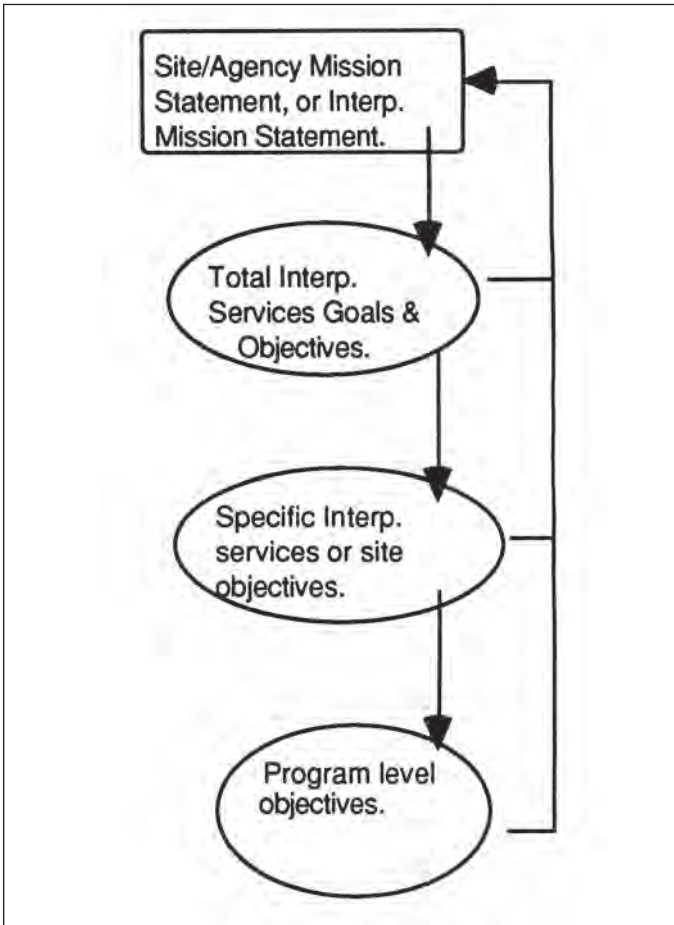 Site/Agency Mission
Statement, or Interp.
Mission Statement.
Total Interp.
Services Goals &
Objectives.
Specific Interp.
services or site
objectives.
Program level
objectives.